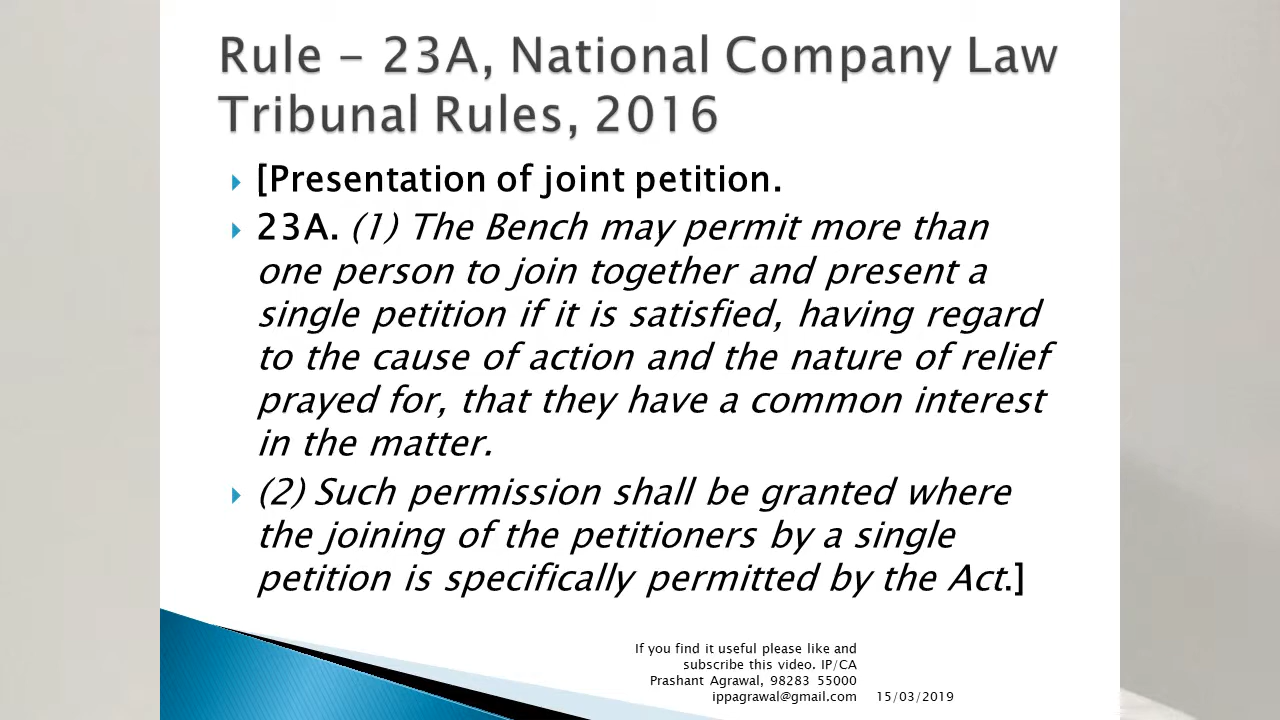 Rule - 23A, National Company Law
Tribunal Rules, 2016
[Presentation of joint petition.
23A. (1) The Bench may permit more than
one person to join together and present a
single petition if it is satisfied, having regard
to the cause of action and the nature of relief
prayed for, that they have a common interest
in the matter.
(2) Such permission shall be granted where
the joining of the petitioners by a single
petition is specifically permitted by the Act.]
If you find it useful please like and
subscribe this video. IP/CA
Prashant Agrawal, 98283 55000
ippagrawal@gmail.com 15/03/2019